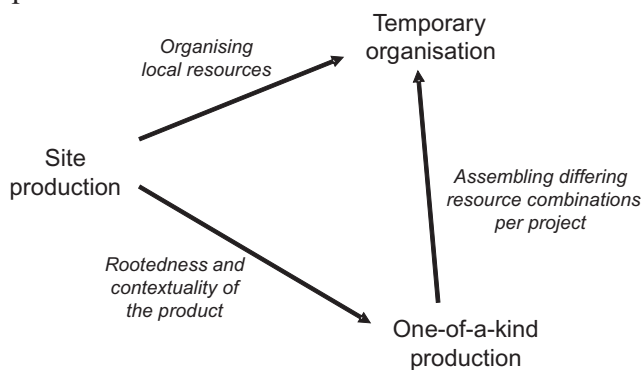 Temporary
organisation
Organising
local resources
Site
production
Assembling differing
resource combinations
per project
Rootedness and
contextuality of
the product
One-of-a-kind
production